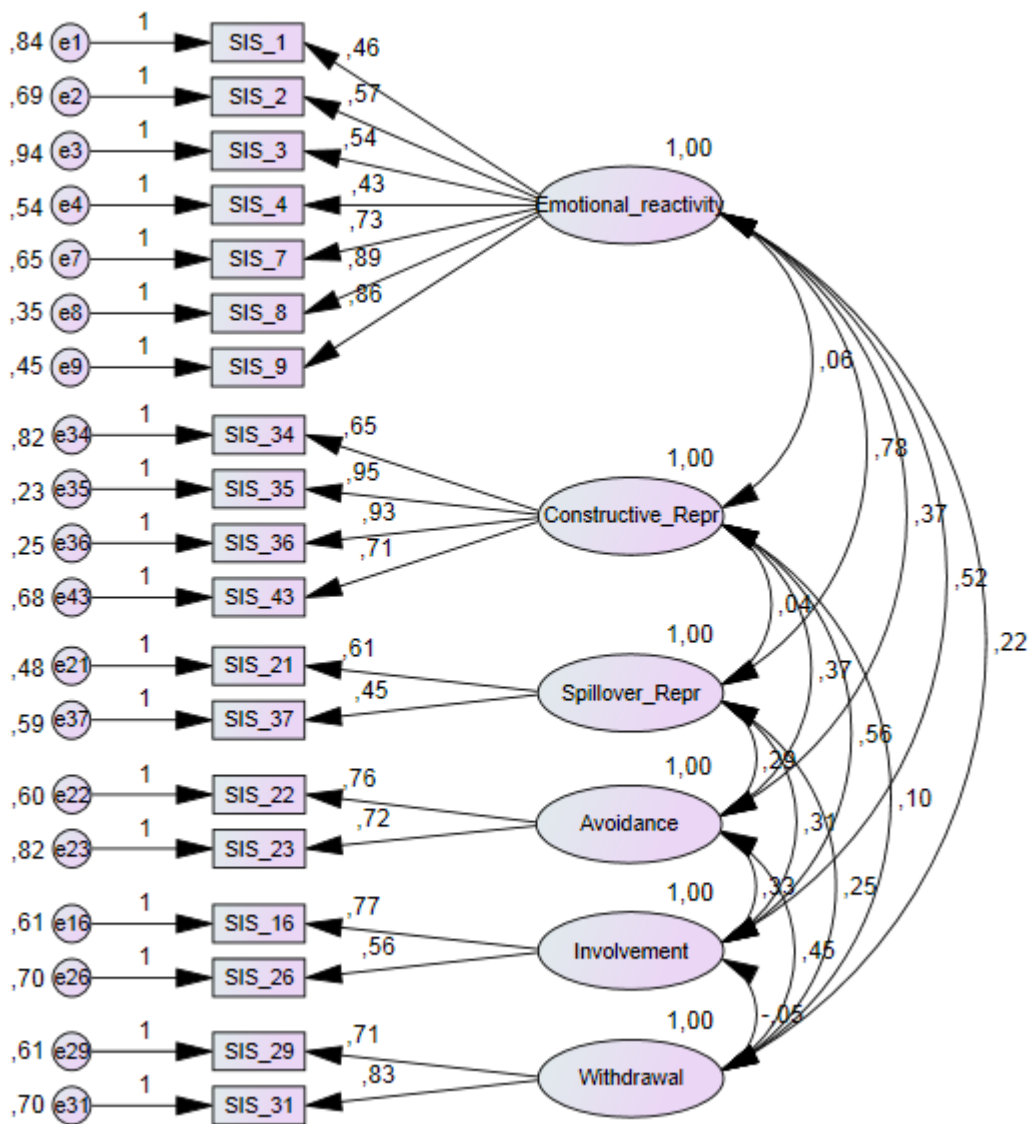 ,84 e1 1 SIS_1 ,46
,69 e2 1 SIS_2 ,57
,94 e3 1 SIS_3 ,54
1,00
,54 e4 1 SIS_4 ,43 Emotional_reactivity
,65 e7 1 SIS_7 ,73
,35 e8 1 SIS_8 ,89
,45 e9 1 SIS_9 ,86
,06
,82 e34 1 SIS_34 ,65
,78
1,00
,23 e35 1 SIS_35 ,95
,37
Constructive_Repr
,25 e36 1 SIS_36 ,93
,52
,68 e43 1 SIS_43 ,71
,04
1,00
,22
,48 e21 1 SIS_21 ,61
,37
Spillover_Repr
,59 e37 1 SIS_37 ,45
,56
1,00
,29
,60 e22 1 SIS_22 ,76
,10
Avoidance
,31
,82 e23 1 SIS_23 ,72
1,00
,33
,25
,61 e16 1 SIS_16 ,77
Involvement
,45
,70 e26 1 SIS_26 ,56
1,00
-,05
,61 e29 1 SIS_29 ,71
Withdrawal
,70 e31 1 SIS_31 ,83